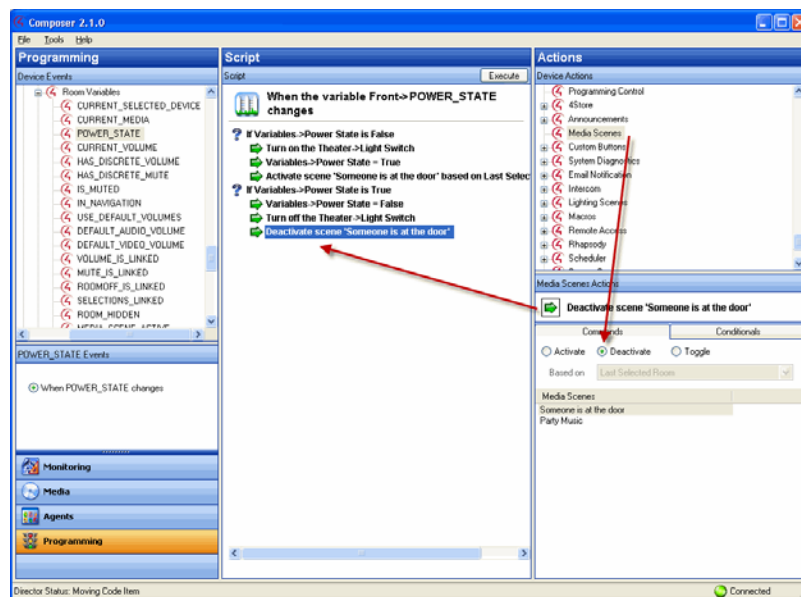 Composer 2.1.0
File Tools Help
Programming
Device Events
Room Variables
CURRENT_SELECTED_DEVICE
CURRENT_MEDIA
POWER_STATE
CURRENT_VOLUME
HAS_DISCRETE_VOLUME
HAS_DISCRETE_MUTE
IS_MUTED
IN_NAVIGATION
USE_DEFAULT_VOLUMES
DEFAULT_AUDIO_VOLUME
DEFAULT_VIDEO_VOLUME
VOLUME_IS_LINKED
MUTE_IS_LINKED
ROOMOFF_IS_LINKED
SELECTIONS_LINKED
ROOM_HIDDEN
MEDIA_SCENE_ACTIVE
POWER_STATE Events
When POWER_STATE changes
Monitoring
Media
Agents
Programming
Script
Script Execute
When the variable Front->POWER_STATE
changes
? If Variables->Power State is False
Turn on the Theater->Light Switch
Variables->Power State = True
Activate scene 'Someone is at the door' based on Last Selec
? If Variables->Power State is True
Variables->Power State = False
Turn off the Theater->Light Switch
Deactivate scene 'Someone is at the door'
Actions
Device Actions
Programming Control
4Store
Announcements
Media Scenes
Custom Buttons
System Diagnostics
Email Notification
Intercom
Lighting Scenes
Macros
Remote Access
Rhapsody
Scheduler
Media Scenes Actions
Deactivate scene 'Someone is at the door'
Commands Conditionals
Activate Deactivate Toggle
Based on Last Selected Room
Media Scenes
Someone is at the door
Party Music
Director Status: Moving Code Item Connected